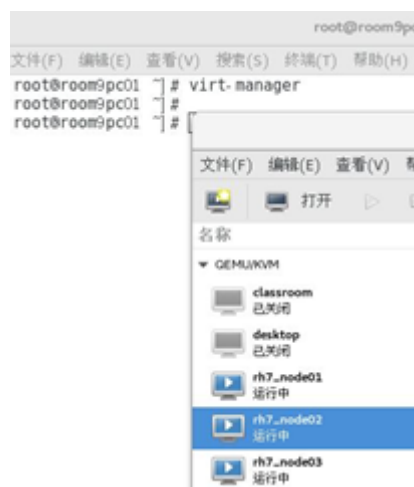 root@room9pc
文件(F) 编辑(E) 查看(V) 搜索(S) 终端(T) 帮助(H)
root@room9pc01 ~]# virt-manager
root@room9pc01 ~]#
root@room9pc01 ~]#
文件(F) 编辑(E) 查看(V)
打开
名称
QEMU/KVM
classroom
已关闭
desktop
已关闭
rh7_node01
运行中
rh7_node02
运行中
rh7_node03
运行中